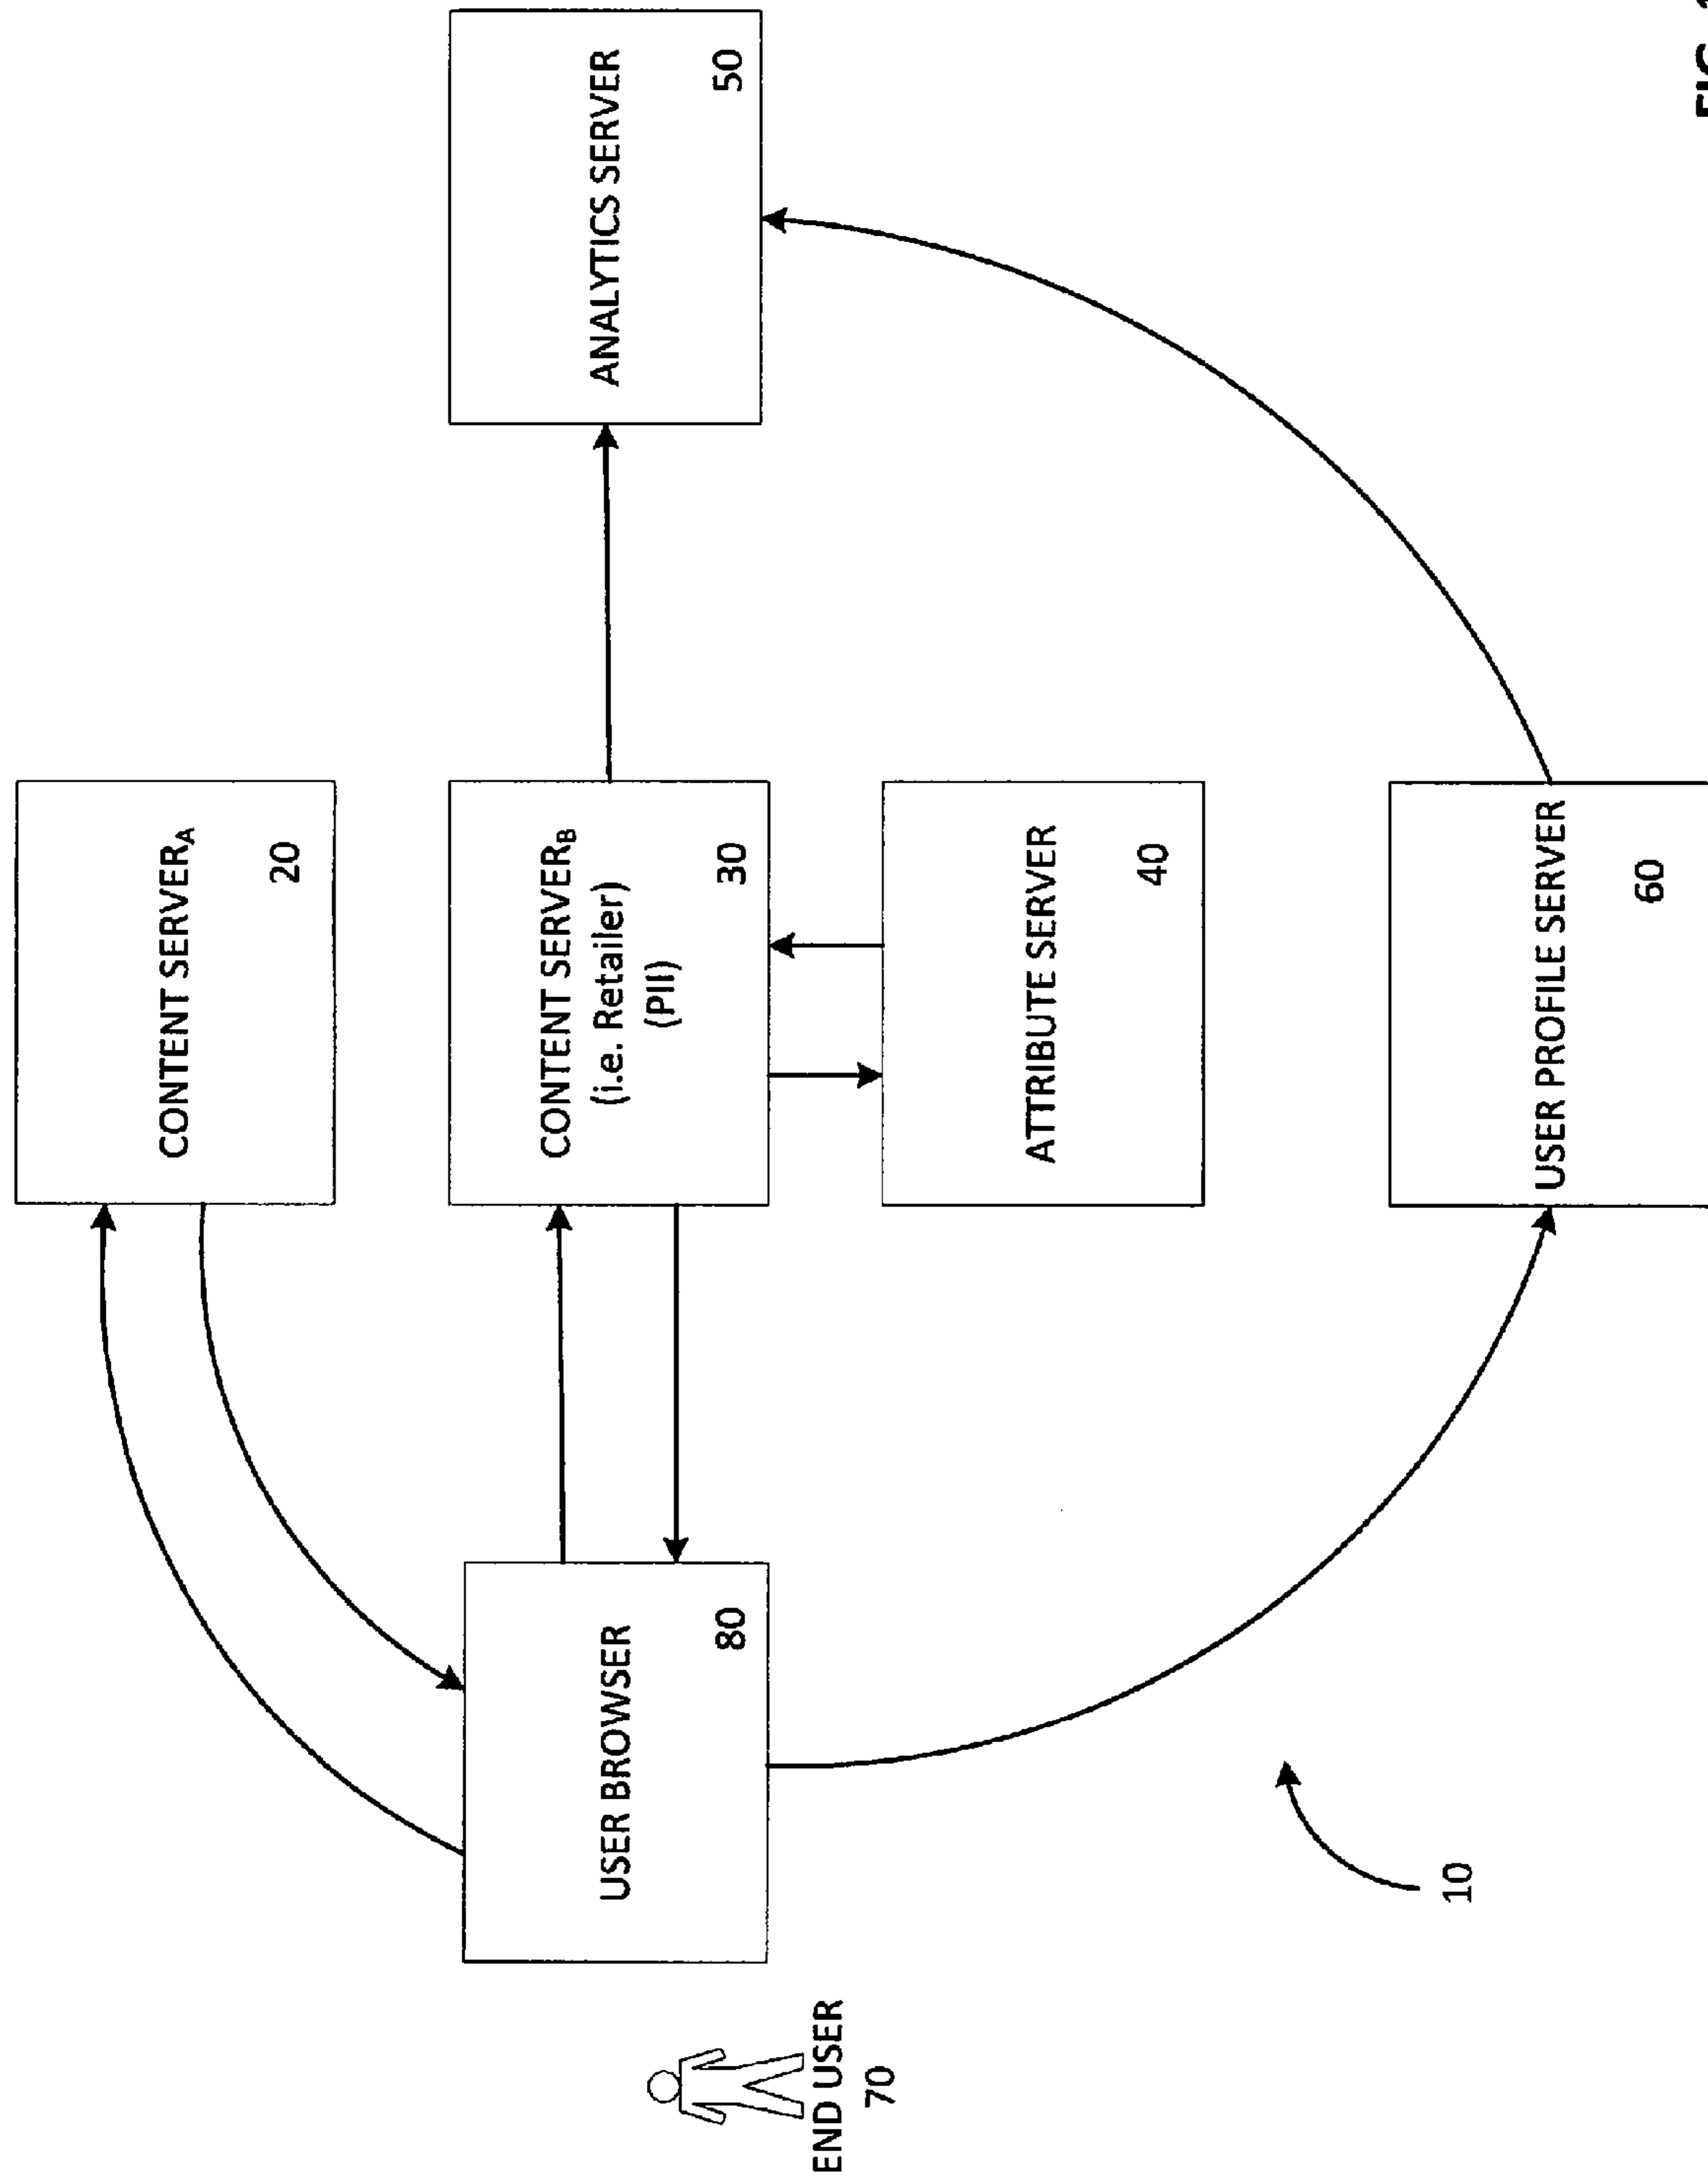 CONTENT SERVERA
20
CONTENT SERVERB
(i.e. Retailer)
(PII)
30
ATTRIBUTE SERVER
40
USER PROFILE SERVER
60
ANALYTICS SERVER
50
USER BROWSER
80
END USER
70
10
FIG.